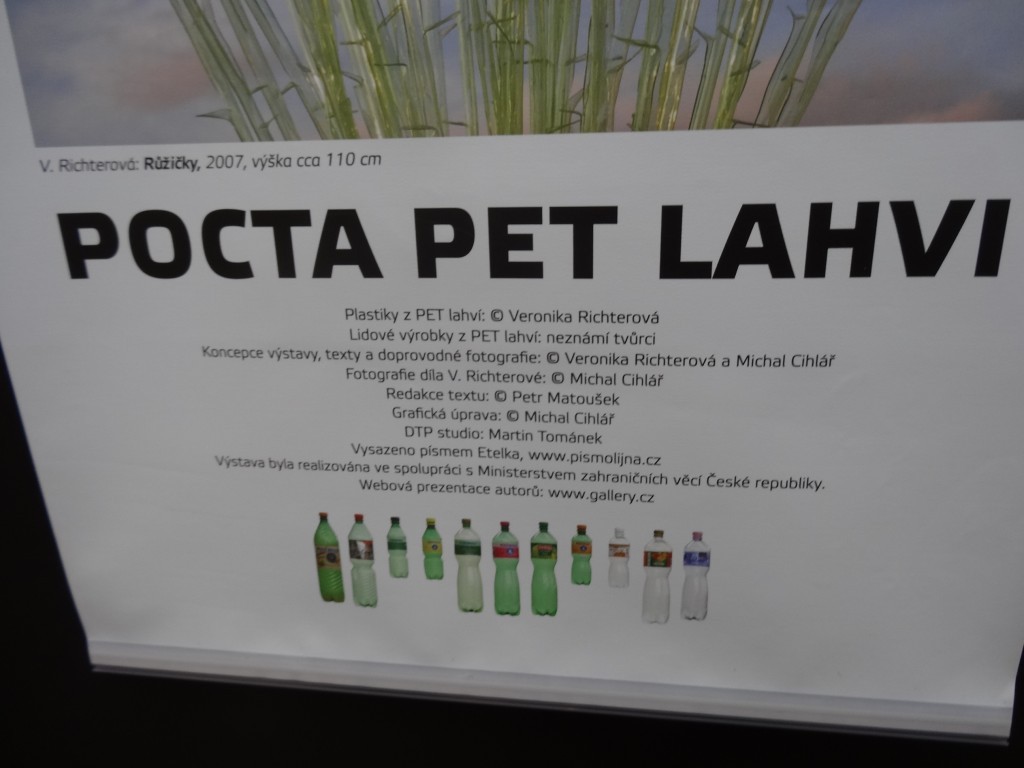 V. Richterová: Růžičky, 2007, výška cca 110 cm
POCTA PET LAHVI
Plastiky z PET lahví: © Veronika Richterová
Lidové výrobky z PET lahví: neznámí tvůrci
Koncepce výstavy, texty a doprovodné fotografie: © Veronika Richterová a Michal Cihlář
Fotografie díla V. Richterové: © Michal Cihlář
Redakce textu: © Petr Matoušek
Grafická úprava: © Michal Cihlář
DTP studio: Martin Tománek
Vysazeno písmem Etelka, www.pismolijna.cz
Výstava byla realizována ve spolupráci s Ministerstvem zahraničních věcí České republiky.
Webová prezentace autorů: www.gallery.cz